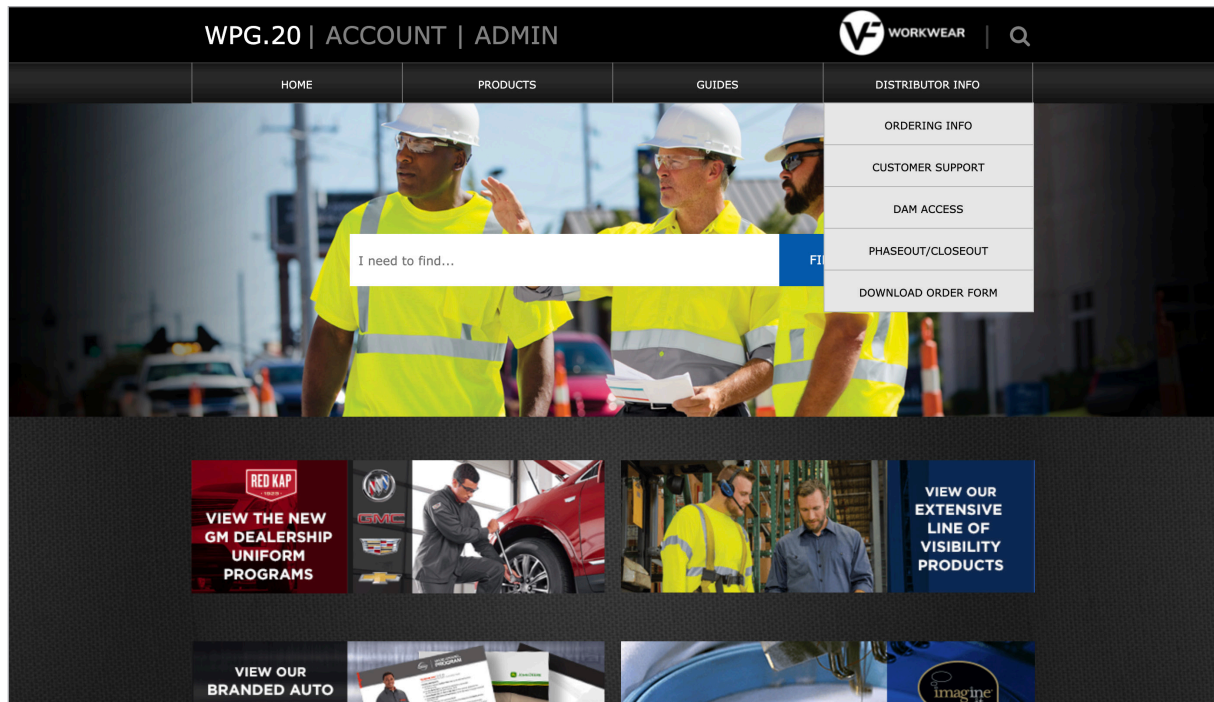 WPG.20 | ACCOUNT | ADMIN
VF WORKWEAR
HOME
PRODUCTS
GUIDES
DISTRIBUTOR INFO
ORDERING INFO
CUSTOMER SUPPORT
DAM ACCESS
PHASEOUT/CLOSEOUT
DOWNLOAD ORDER FORM
I need to find...
RED KAP
VIEW THE NEW
GM DEALERSHIP
UNIFORM
PROGRAMS
GMC
VIEW OUR
EXTENSIVE
LINE OF
VISIBILITY
PRODUCTS
VIEW OUR
BRANDED AUTO
PROGRAM
imagine